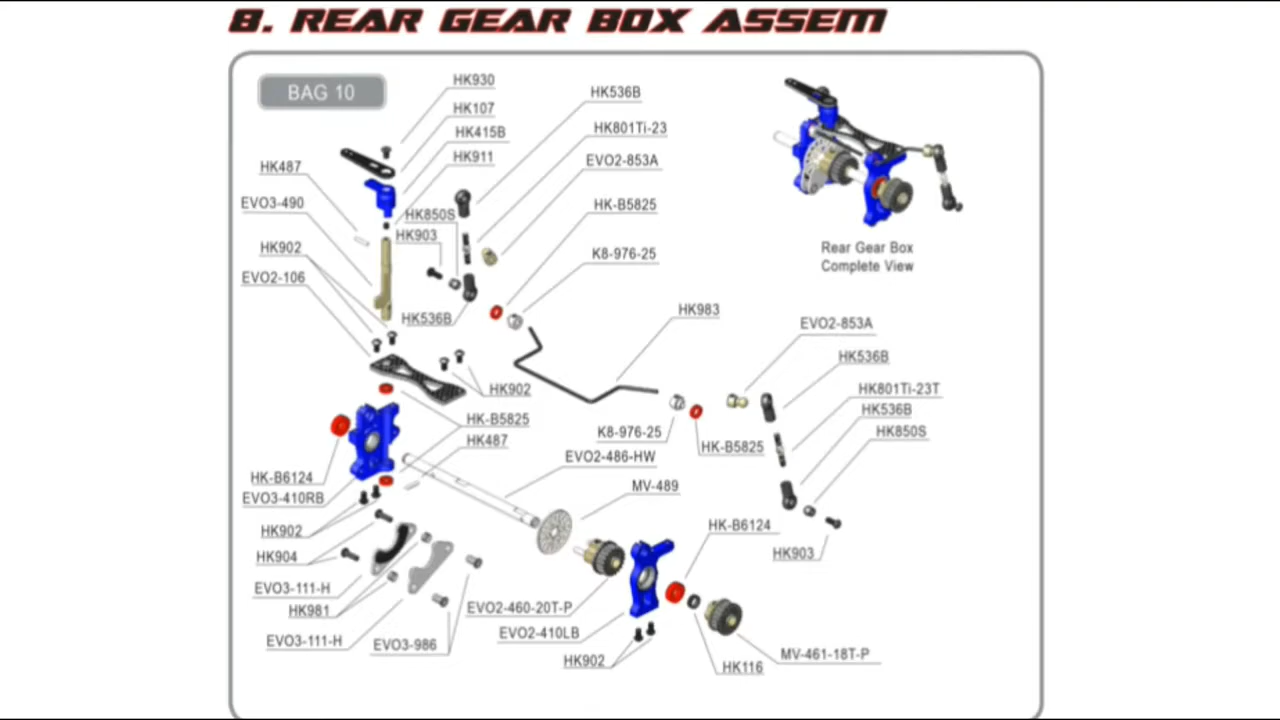 8. REAR GEAR BOX ASSEM
BAG 10
HK930
HK107
HK415B
HK911
HK536B
HK801Ti-23
EVO2-853A
HK487
EVO3-490
HK850S
HK903
HK-B5825
HK902
EVO2-106
K8-976-25
HK536B
Rear Gear Box
Complete View
HK983
EVO2-853A
HK536B
HK902
HK801Ti-23T
HK536B
HK850S
HK-B5825
HK487
K8-976-25
HK-B5825
EVO2-486-HW
MV-489
HK-B6124
EVO3-410RB
HK902
HK904
HK-B6124
HK903
EVO3-111-H
HK981
EVO3-111-H
EVO3-986
EVO2-460-20T-P
EVO2-410LB
HK902
HK116
MV-461-18T-P